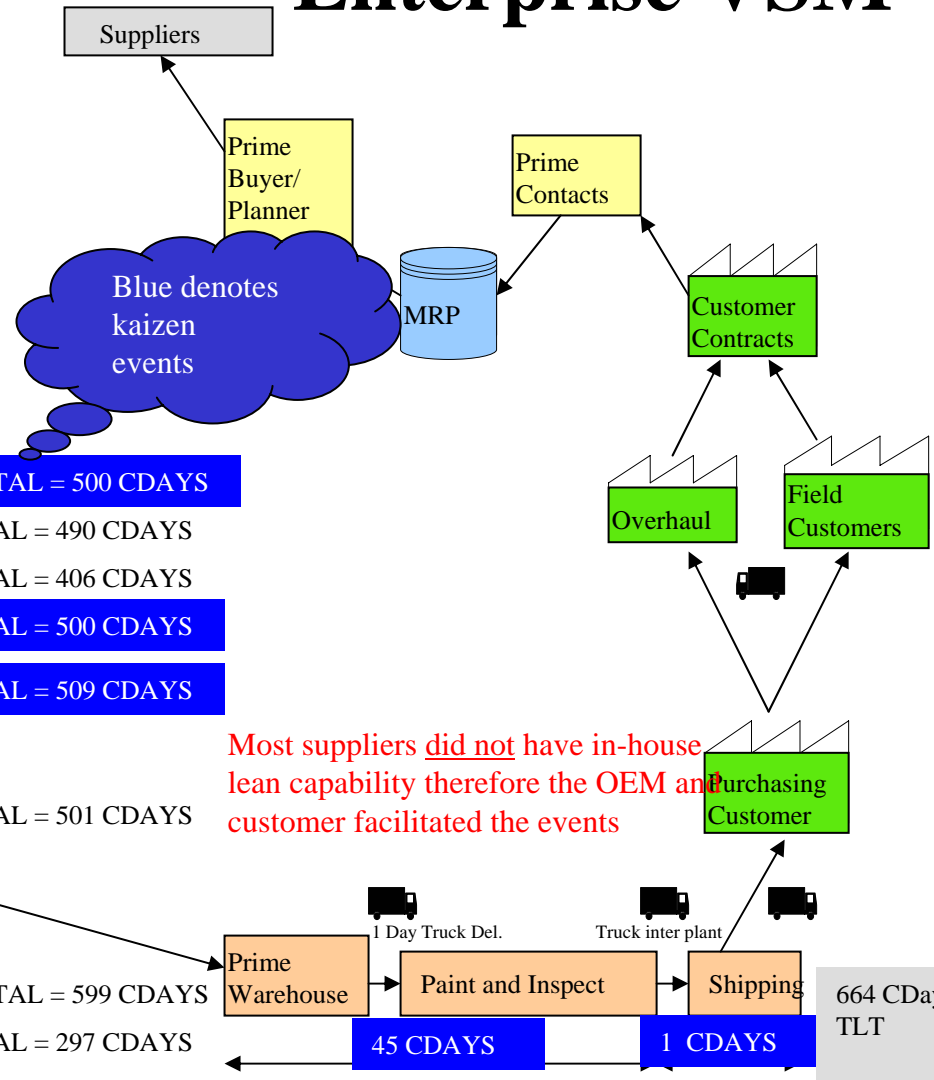 Enterprise VSM
Suppliers
Prime
Buyer/
Planner
Prime
Contacts
Blue denotes
kaizen
events
MRP
Customer
Contracts
TAL = 500 CDAYS
AL = 490 CDAYS
AL = 406 CDAYS
AL = 500 CDAYS
AL = 509 CDAYS
Overhaul
Field
Customers
Most suppliers did not have in-house
lean capability therefore the OEM and
customer facilitated the events
Purchasing
Customer
AL = 501 CDAYS
1 Day Truck Del.
Truck inter plant
Prime
Warehouse
Paint and Inspect
Shipping
TAL = 599 CDAYS
AL = 297 CDAYS
45 CDAYS
1 CDAYS
664 CDay
TLT